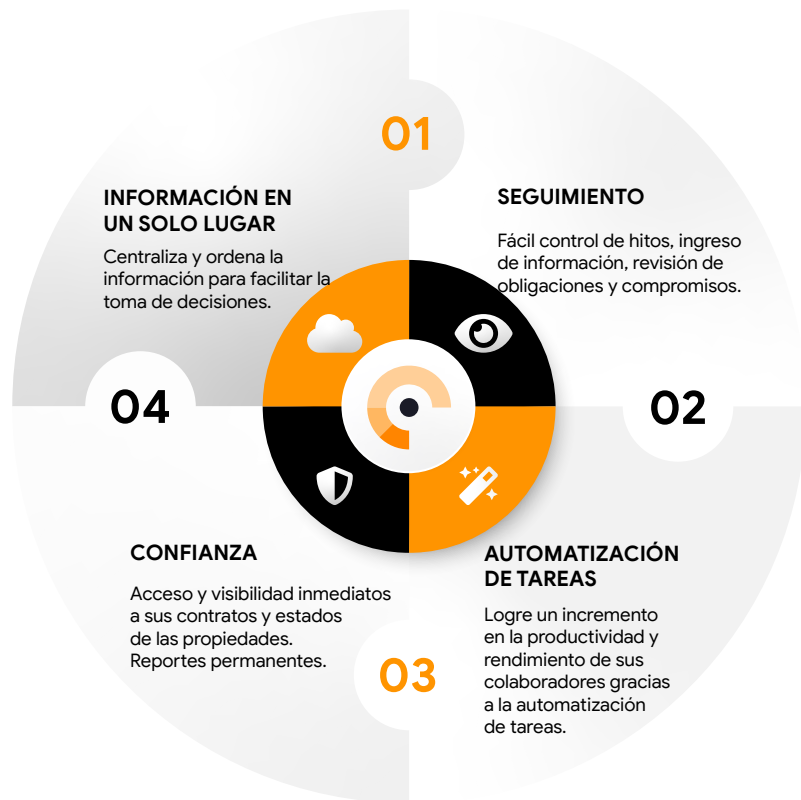 01
INFORMACIÓN EN
UN SOLO LUGAR
Centraliza y ordena la
información para facilitar la
toma de decisiones.
SEGUIMIENTO
Fácil control de hitos, ingreso
de información, revisión de
obligaciones y compromisos.
04
02
CONFIANZA
Acceso y visibilidad inmediatos
a sus contratos y estados
de las propiedades.
Reportes permanentes.
03
AUTOMATIZACIÓN
DE TAREAS
Logre un incremento
en la productividad y
rendimiento de sus
colaboradores gracias
a la automatización
de tareas.